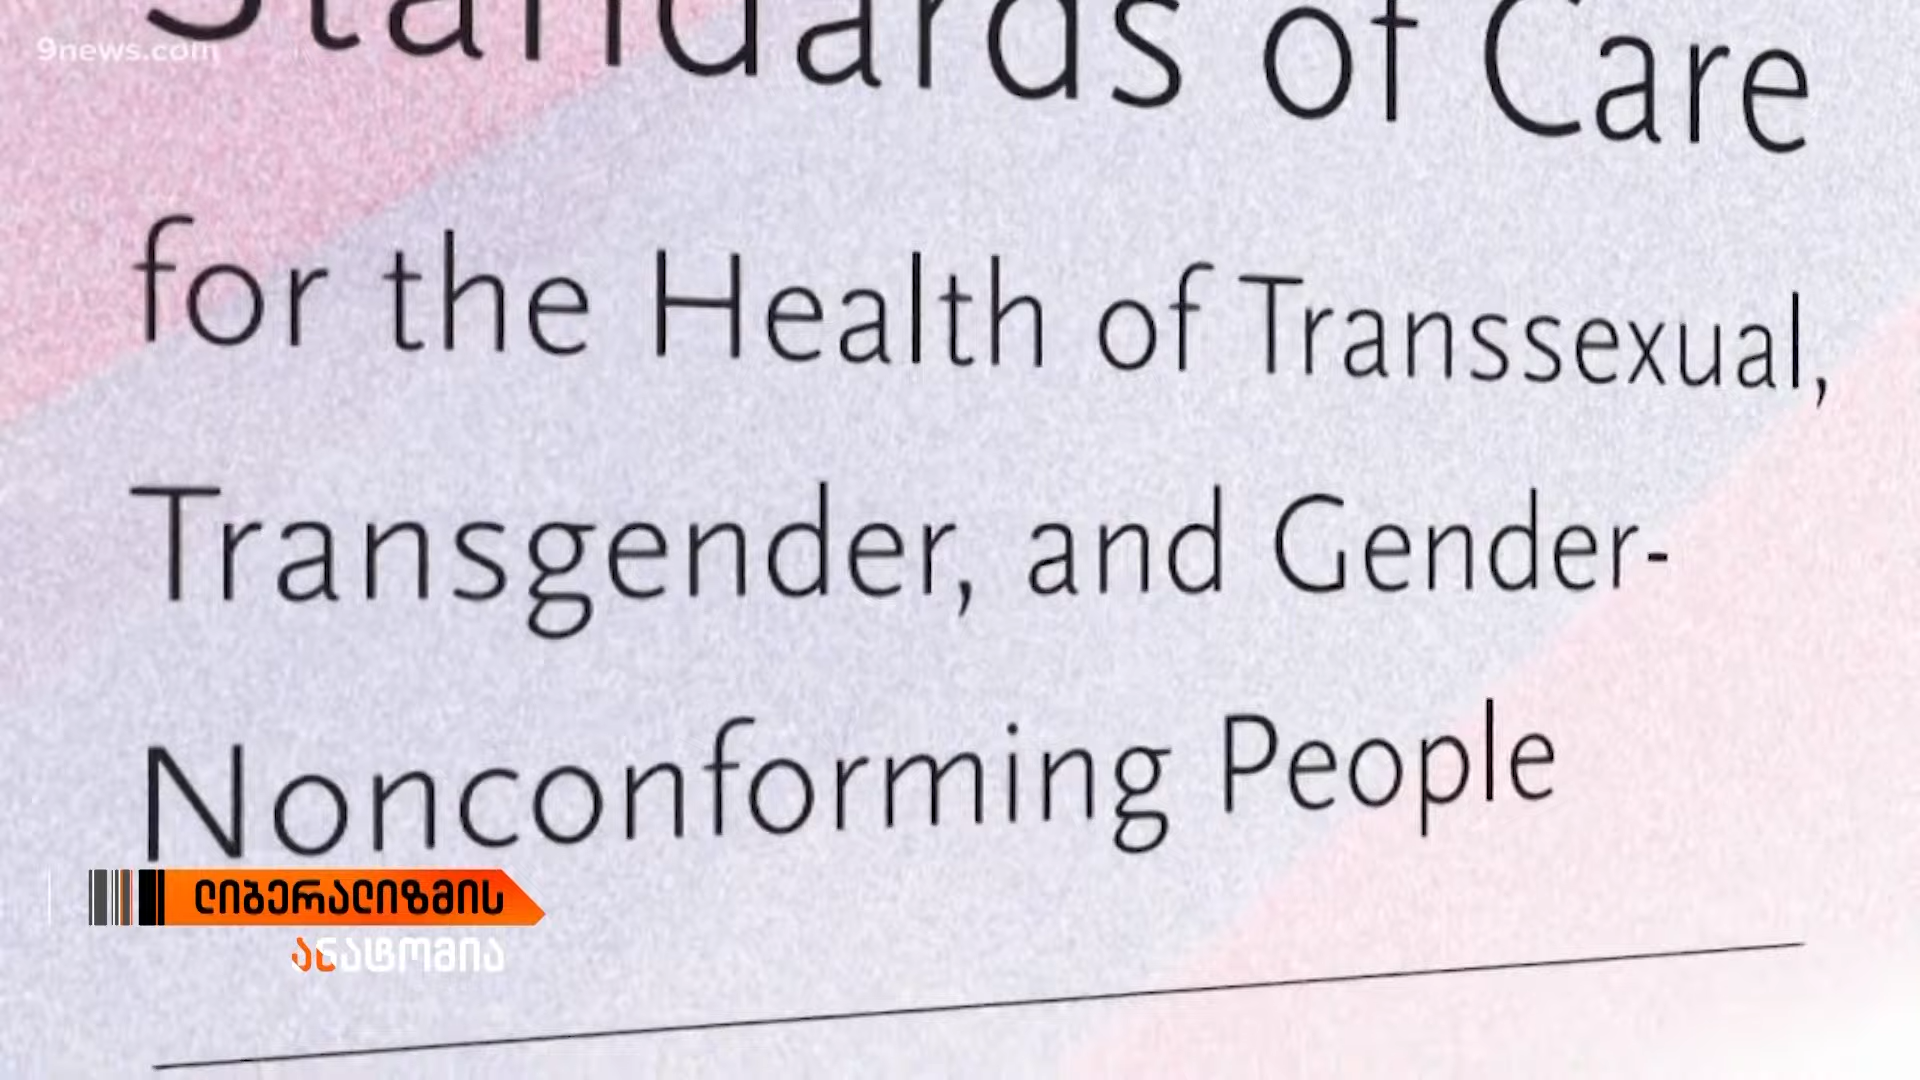 9news.com
Standards of Care
for the Health of Transsexual,
Transgender, and Gender-
Nonconforming People
ლიბერალიზმის
ანატომია